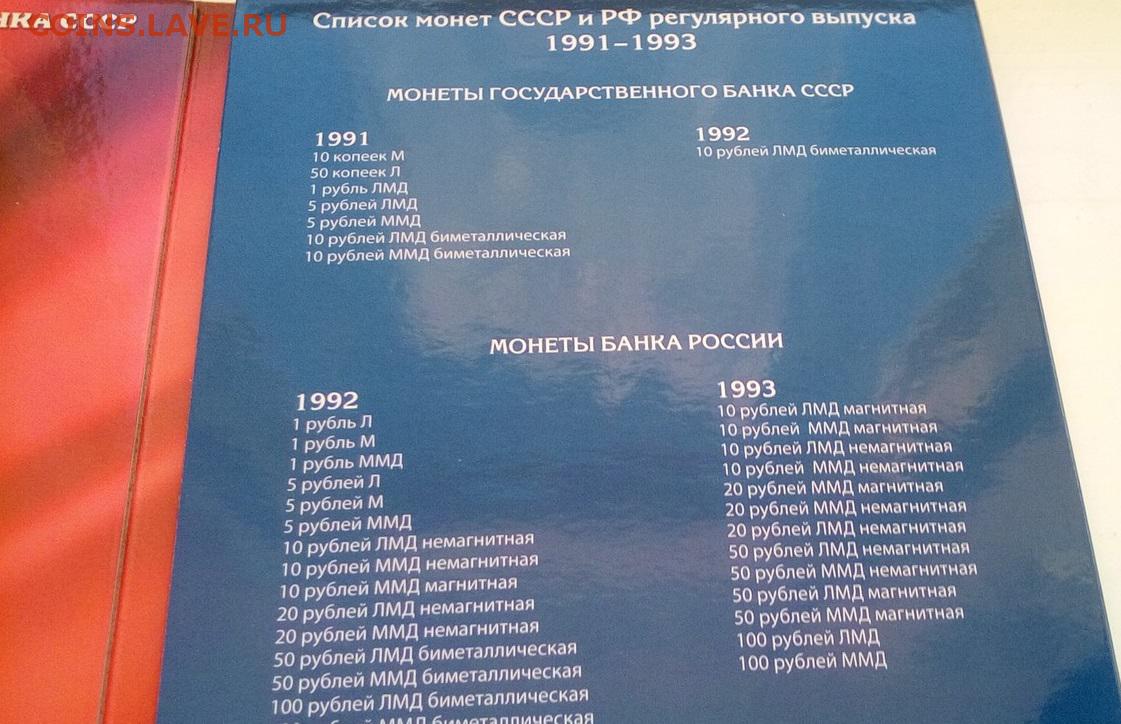 НКА СССР
COINS.LAVE.RU
Список монет СССР и РФ регулярного выпуска
1991–1993
МОНЕТЫ ГОСУДАРСТВЕННОГО БАНКА СССР
1991
10 копеек М
50 копеек Л
1 рубль ЛМД
5 рублей ЛМД
5 рублей ММД
10 рублей ЛМД биметаллическая
10 рублей ММД биметаллическая
1992
10 рублей ЛМД биметаллическая
МОНЕТЫ БАНКА РОССИИ
1992
1 рубль Л
1 рубль М
1 рубль ММД
5 рублей Л
5 рублей М
5 рублей ММД
10 рублей ЛМД немагнитная
10 рублей ММД немагнитная
10 рублей ММД магнитная
20 рублей ЛМД немагнитная
20 рублей ММД немагнитная
50 рублей ЛМД биметаллическая
50 рублей ММД биметаллическая
100 рублей ЛМД биметаллическая
ММД биметаллическая
1993
10 рублей ЛМД магнитная
10 рублей ММД магнитная
10 рублей ЛМД немагнитная
10 рублей ММД немагнитная
20 рублей ММД магнитная
20 рублей ММД немагнитная
20 рублей ЛМД немагнитная
50 рублей ЛМД немагнитная
50 рублей ММД немагнитная
50 рублей ЛМД магнитная
50 рублей ММД магнитная
100 рублей ЛМД
100 рублей ММД